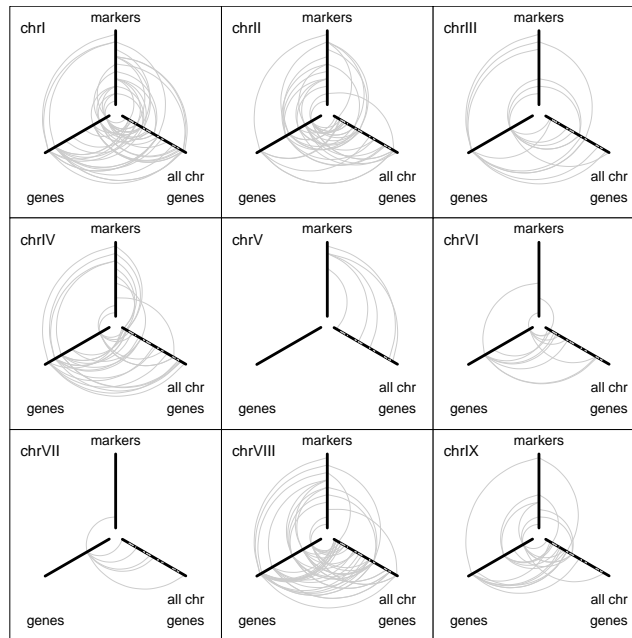 markers
chrI
all chr
genes
genes
markers
chrII
all chr
genes
genes
markers
chrIII
all chr
genes
genes
markers
chrIV
all chr
genes
genes
markers
chrV
all chr
genes
genes
markers
chrVI
all chr
genes
genes
markers
chrVII
all chr
genes
genes
markers
chrVIII
all chr
genes
genes
markers
chrIX
all chr
genes
genes